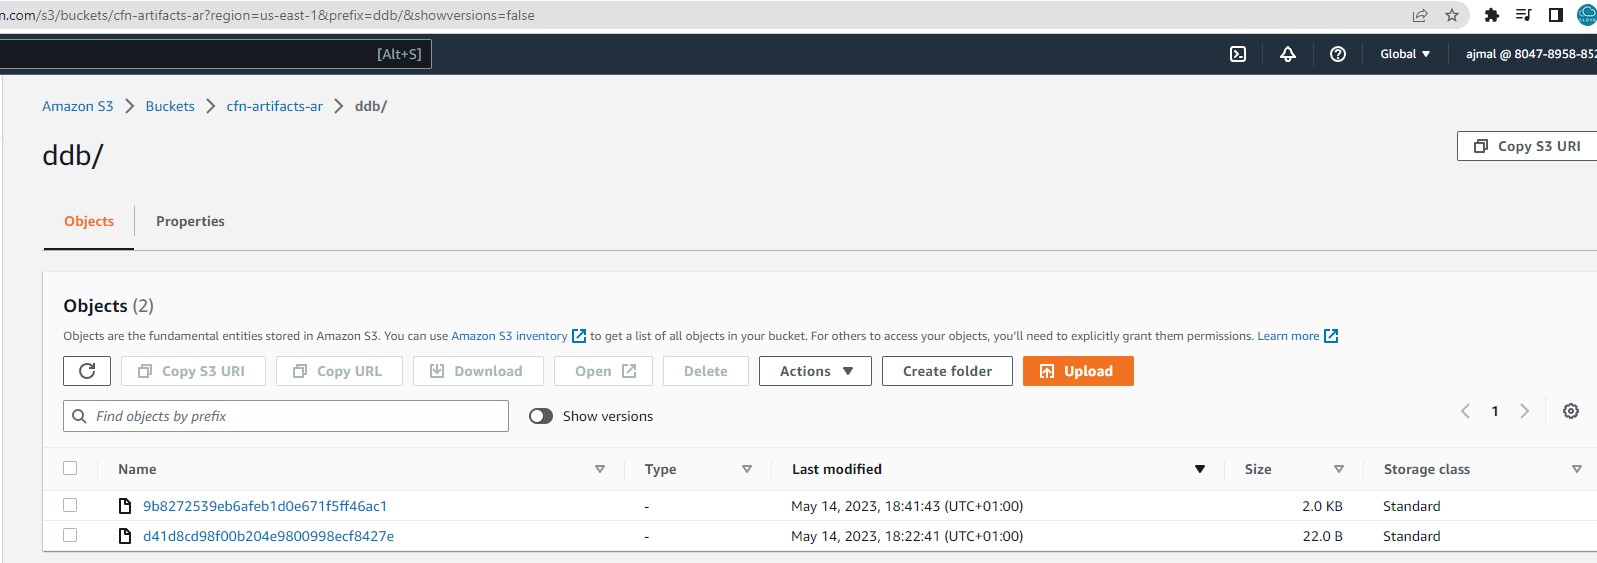 n.com/s3/buckets/cfn-artifacts-ar?region=us-east-1&prefix=ddb/&showversions=false
[Alt+S]
Global
ajmal @ 8047-8958-852
Amazon S3 > Buckets > cfn-artifacts-ar > ddb/
ddb/
Copy S3 URI
Objects
Properties
Objects (2)
Objects are the fundamental entities stored in Amazon S3. You can use Amazon S3 inventory to get a list of all objects in your bucket. For others to access your objects, you'll need to explicitly grant them permissions. Learn more
Copy S3 URI Copy URL Download Open Delete Actions Create folder Upload
Find objects by prefix Show versions 1
Name Type Last modified Size Storage class
9b8272539eb6afeb1d0e671f5ff46ac1 - May 14, 2023, 18:41:43 (UTC+01:00) 2.0 KB Standard
d41d8cd98f00b204e9800998ecf8427e - May 14, 2023, 18:22:41 (UTC+01:00) 22.0 B Standard